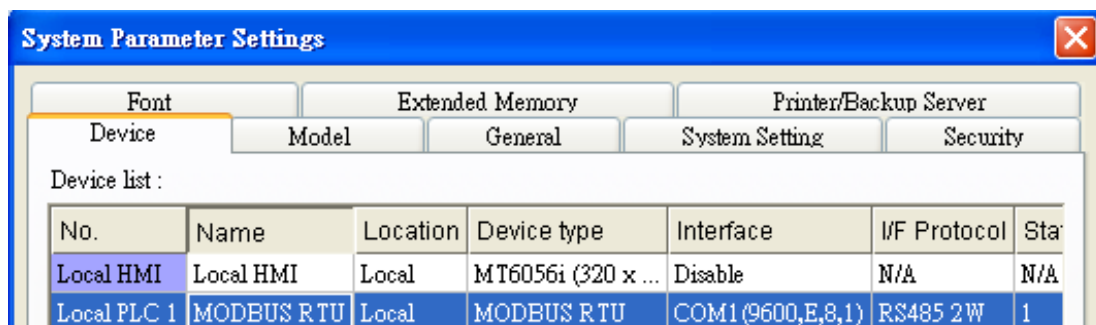 System Parameter Settings
Font Extended Memory Printer/Backup Server
Device Model General System Setting Security
Device list :
No. Name Location Device type Interface I/F Protocol Sta
Local HMI Local HMI Local MT6056i (320 x ... Disable N/A N/A
Local PLC 1 MODBUS RTU Local MODBUS RTU COM1(9600,E,8,1) RS485 2W 1